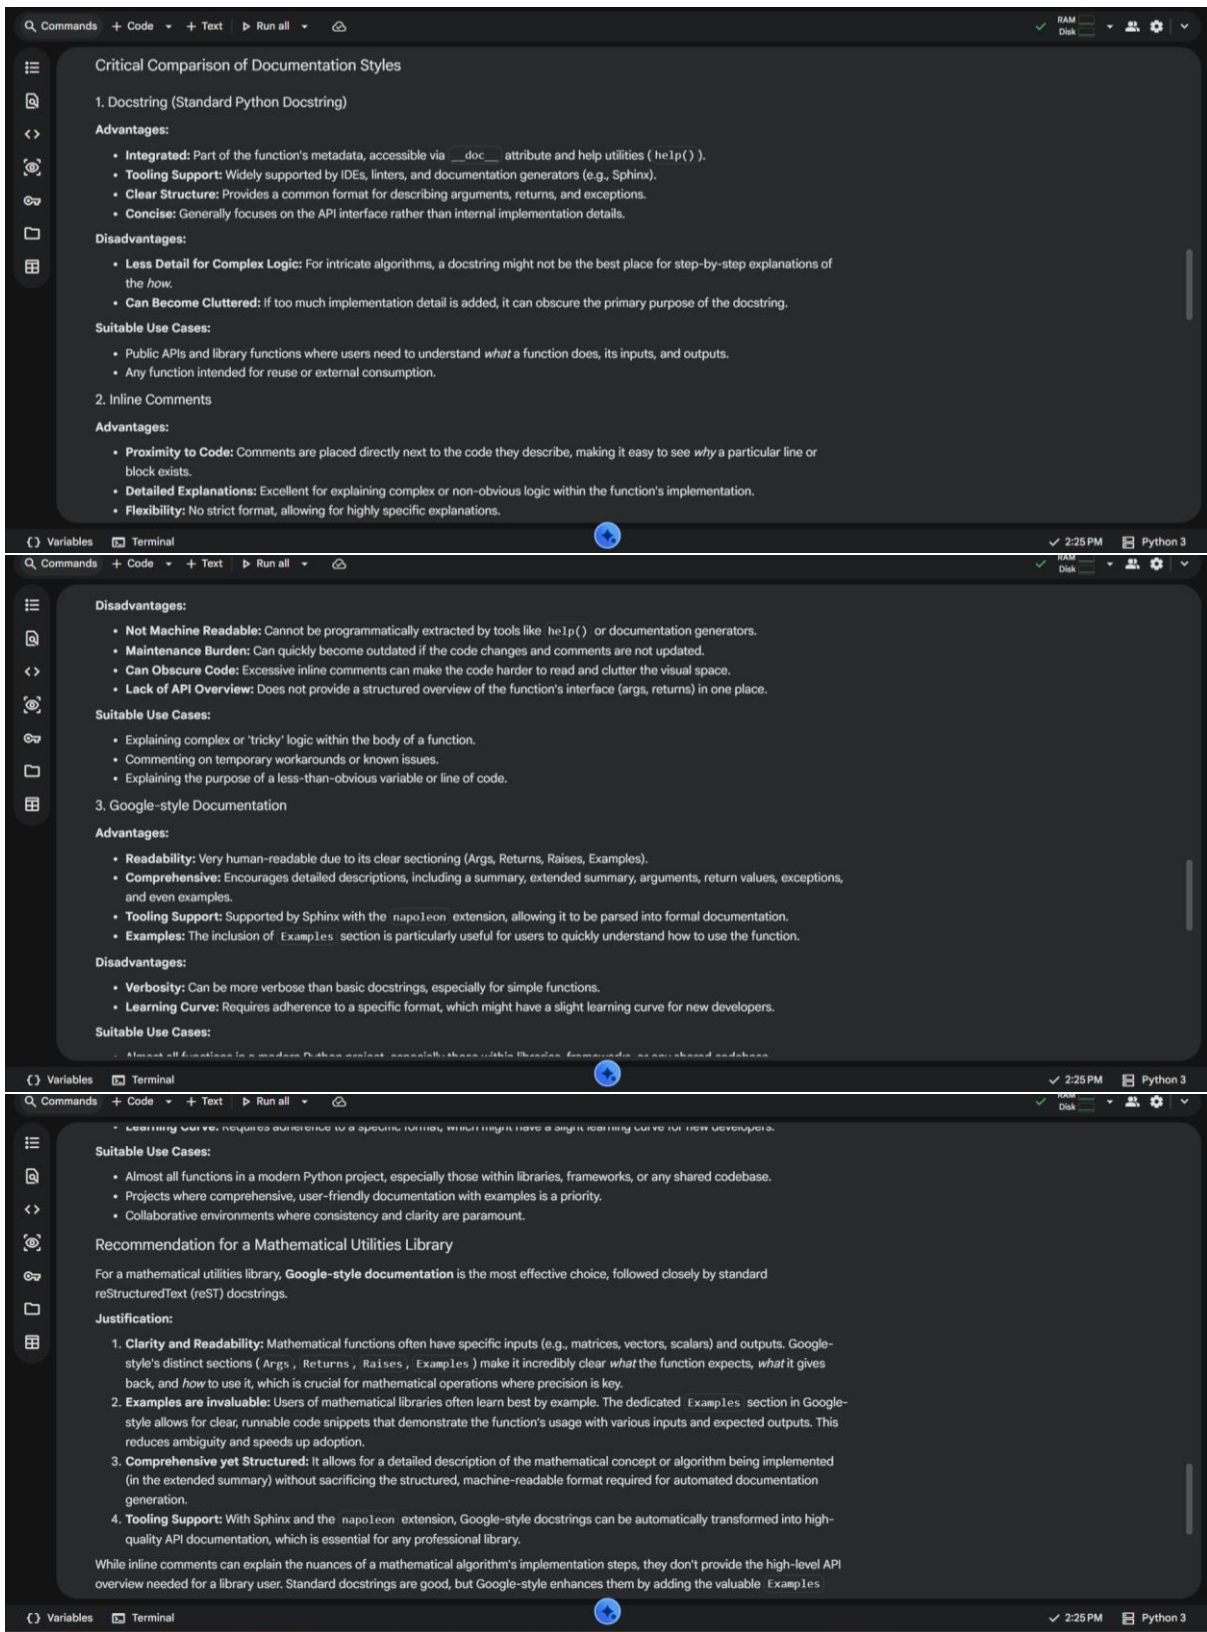 Commands + Code + Text Run all
RAM
Disk
Critical Comparison of Documentation Styles
1. Docstring (Standard Python Docstring)
Advantages:
• Integrated: Part of the function's metadata, accessible via __doc__ attribute and help utilities (help()).
• Tooling Support: Widely supported by IDEs, linters, and documentation generators (e.g., Sphinx).
• Clear Structure: Provides a common format for describing arguments, returns, and exceptions.
• Concise: Generally focuses on the API interface rather than internal implementation details.
Disadvantages:
• Less Detail for Complex Logic: For intricate algorithms, a docstring might not be the best place for step-by-step explanations of
the how.
• Can Become Cluttered: If too much implementation detail is added, it can obscure the primary purpose of the docstring.
Suitable Use Cases:
• Public APIs and library functions where users need to understand what a function does, its inputs, and outputs.
• Any function intended for reuse or external consumption.
2. Inline Comments
Advantages:
• Proximity to Code: Comments are placed directly next to the code they describe, making it easy to see why a particular line or
block exists.
• Detailed Explanations: Excellent for explaining complex or non-obvious logic within the function's implementation.
• Flexibility: No strict format, allowing for highly specific explanations.
{} Variables Terminal 2:25 PM Python 3
Commands + Code + Text Run all
RAM
Disk
Disadvantages:
• Not Machine Readable: Cannot be programmatically extracted by tools like help() or documentation generators.
• Maintenance Burden: Can quickly become outdated if the code changes and comments are not updated.
• Can Obscure Code: Excessive inline comments can make the code harder to read and clutter the visual space.
• Lack of API Overview: Does not provide a structured overview of the function's interface (args, returns) in one place.
Suitable Use Cases:
• Explaining complex or 'tricky' logic within the body of a function.
• Commenting on temporary workarounds or known issues.
• Explaining the purpose of a less-than-obvious variable or line of code.
3. Google-style Documentation
Advantages:
• Readability: Very human-readable due to its clear sectioning (Args, Returns, Raises, Examples).
• Comprehensive: Encourages detailed descriptions, including a summary, extended summary, arguments, return values, exceptions,
and even examples.
• Tooling Support: Supported by Sphinx with the napoleon extension, allowing it to be parsed into formal documentation.
• Examples: The inclusion of Examples section is particularly useful for users to quickly understand how to use the function.
Disadvantages:
• Verbosity: Can be more verbose than basic docstrings, especially for simple functions.
• Learning Curve: Requires adherence to a specific format, which might have a slight learning curve for new developers.
Suitable Use Cases:
• Almost all functions in a modern Python project, especially those within libraries, frameworks, or any shared codebase.
{} Variables Terminal 2:25 PM Python 3
Commands + Code + Text Run all
RAM
Disk
• Learning Curve: Requires adherence to a specific format, which might have a slight learning curve for new developers.
Suitable Use Cases:
• Almost all functions in a modern Python project, especially those within libraries, frameworks, or any shared codebase.
• Projects where comprehensive, user-friendly documentation with examples is a priority.
• Collaborative environments where consistency and clarity are paramount.
Recommendation for a Mathematical Utilities Library
For a mathematical utilities library, Google-style documentation is the most effective choice, followed closely by standard
reStructuredText (reST) docstrings.
Justification:
1. Clarity and Readability: Mathematical functions often have specific inputs (e.g., matrices, vectors, scalars) and outputs. Google-
style's distinct sections (Args, Returns, Raises, Examples) make it incredibly clear what the function expects, what it gives
back, and how to use it, which is crucial for mathematical operations where precision is key.
2. Examples are invaluable: Users of mathematical libraries often learn best by example. The dedicated Examples section in Google-
style allows for clear, runnable code snippets that demonstrate the function's usage with various inputs and expected outputs. This
reduces ambiguity and speeds up adoption.
3. Comprehensive yet Structured: It allows for a detailed description of the mathematical concept or algorithm being implemented
(in the extended summary) without sacrificing the structured, machine-readable format required for automated documentation
generation.
4. Tooling Support: With Sphinx and the napoleon extension, Google-style docstrings can be automatically transformed into high-
quality API documentation, which is essential for any professional library.
While inline comments can explain the nuances of a mathematical algorithm's implementation steps, they don't provide the high-level API
overview needed for a library user. Standard docstrings are good, but Google-style enhances them by adding the valuable Examples
{} Variables Terminal 2:25 PM Python 3